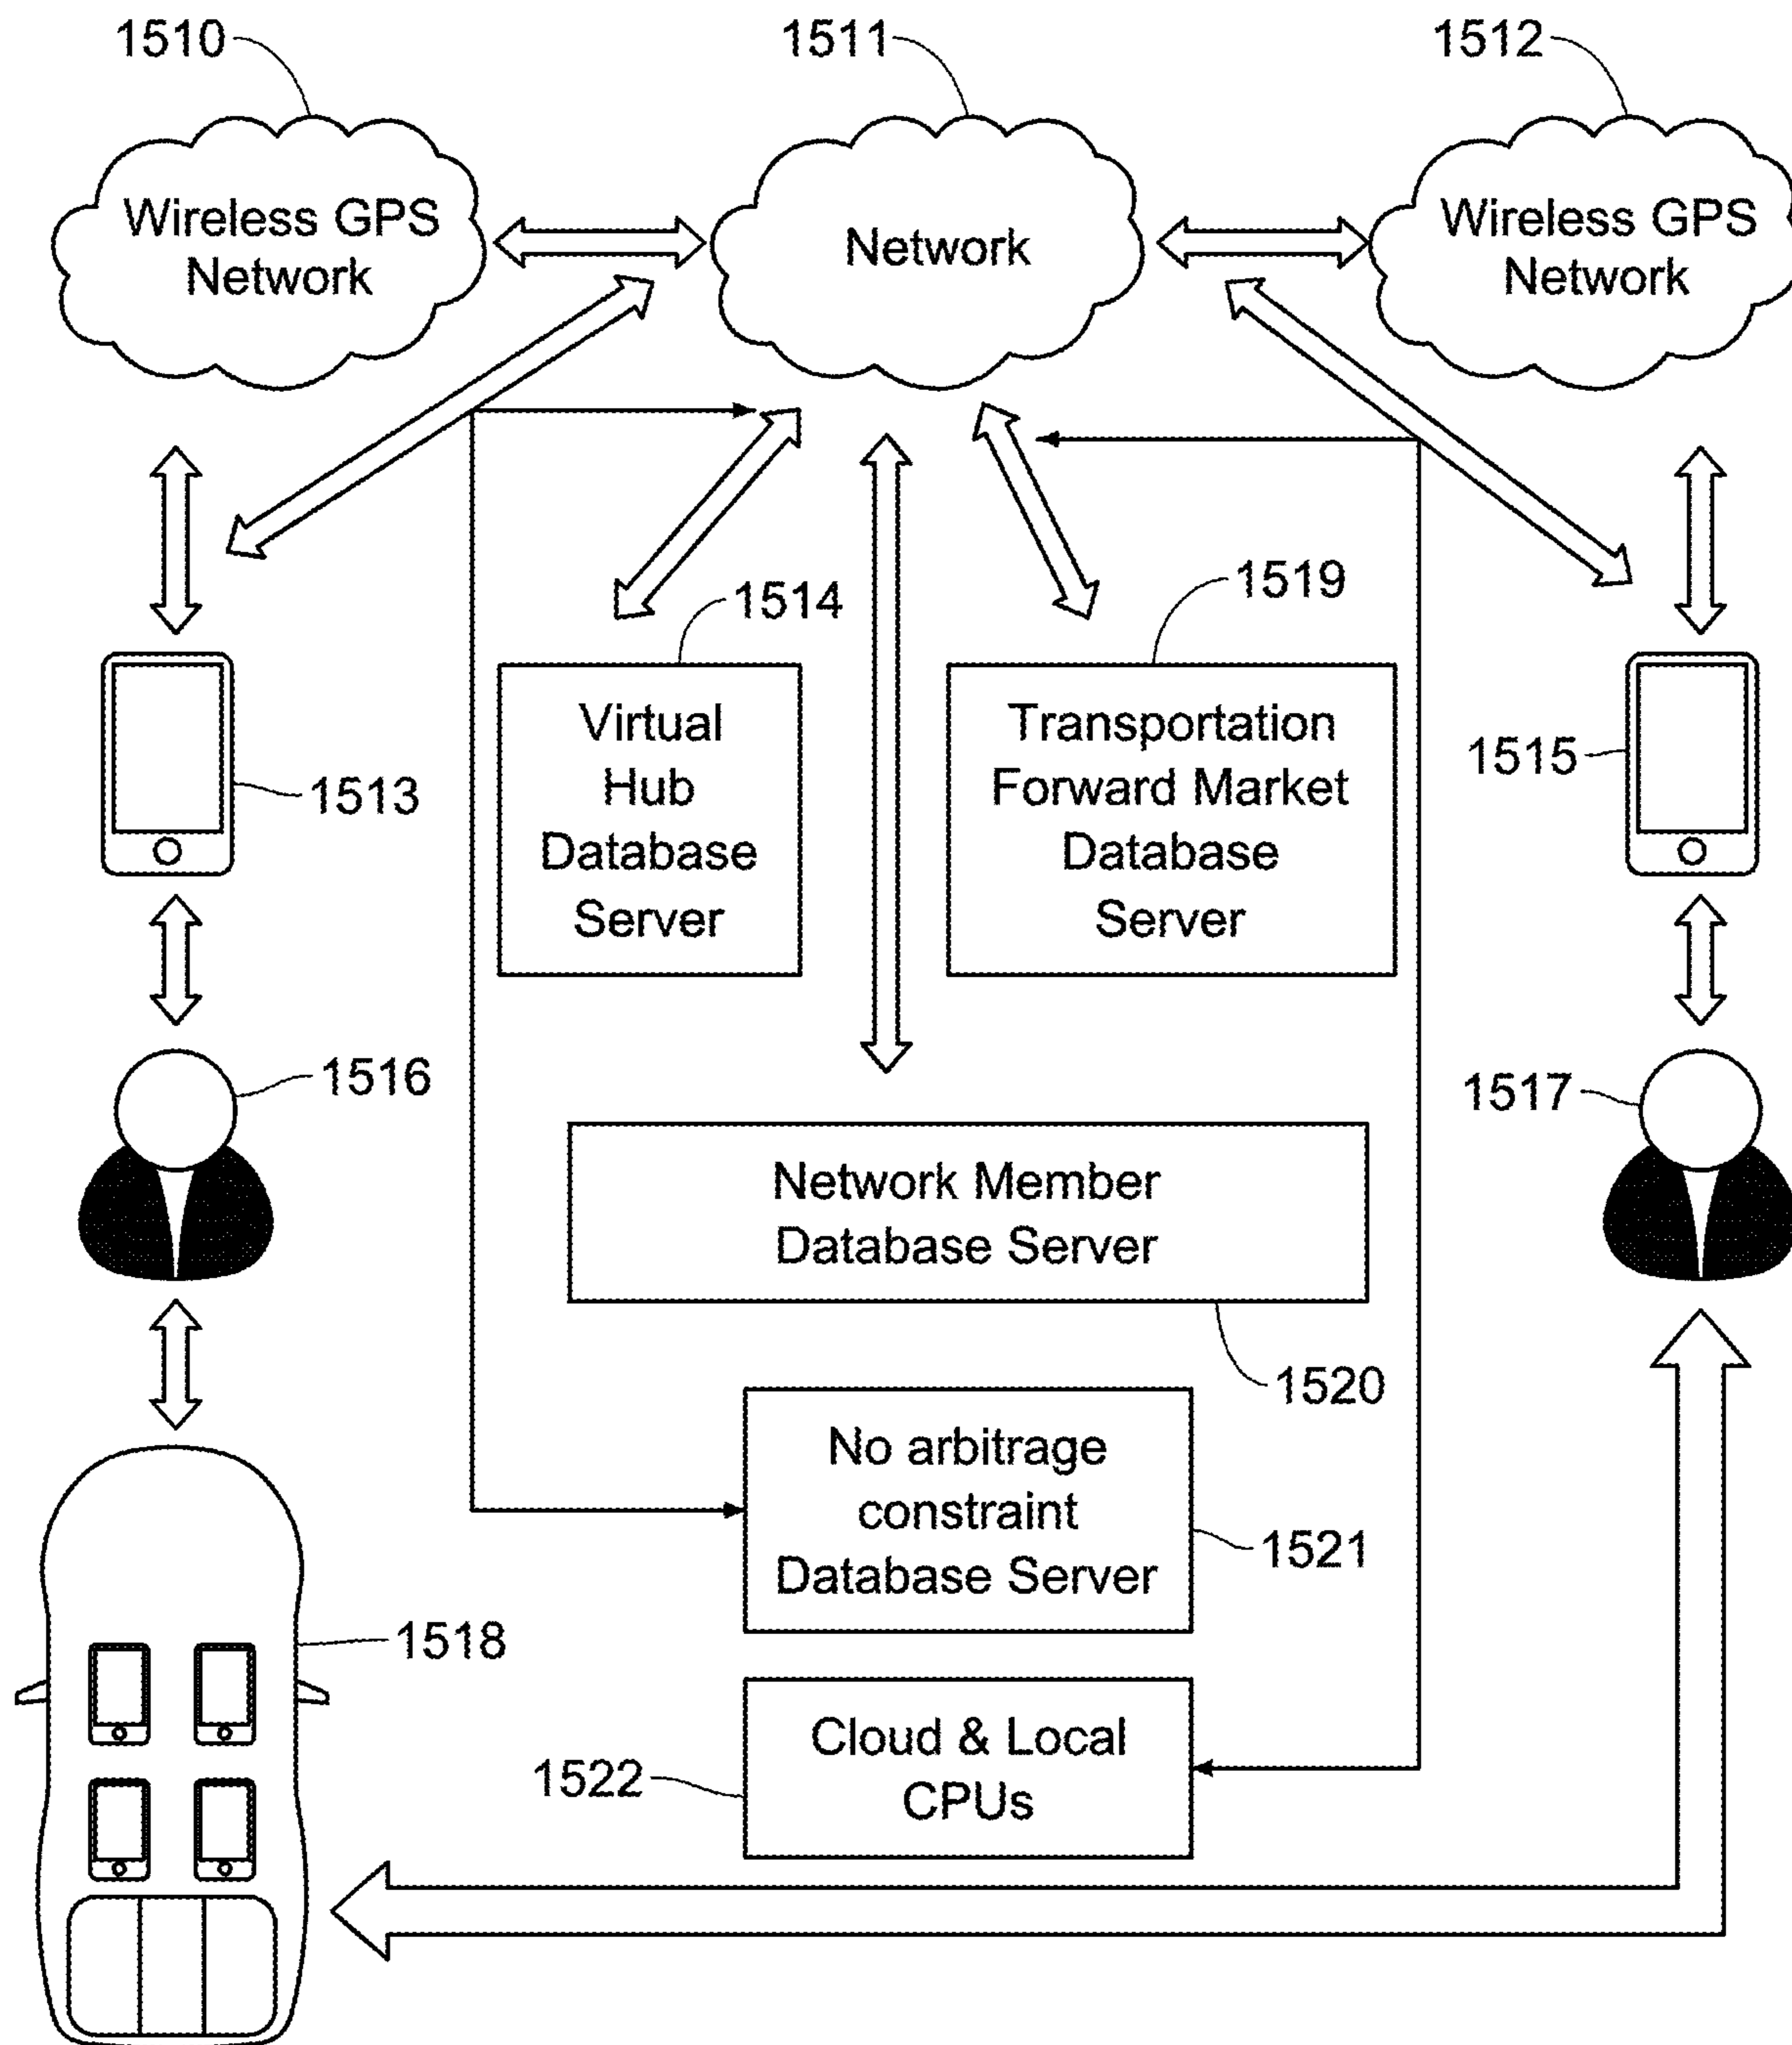 1510
1511
1512
Wireless GPS
Network
Network
Wireless GPS
Network
1514
1519
Virtual
Hub
Database
Server
Transportation
Forward Market
Database
Server
1513
1515
1516
1517
Network Member
Database Server
1520
No arbitrage
constraint
Database Server
1521
1518
Cloud & Local
CPUs
1522